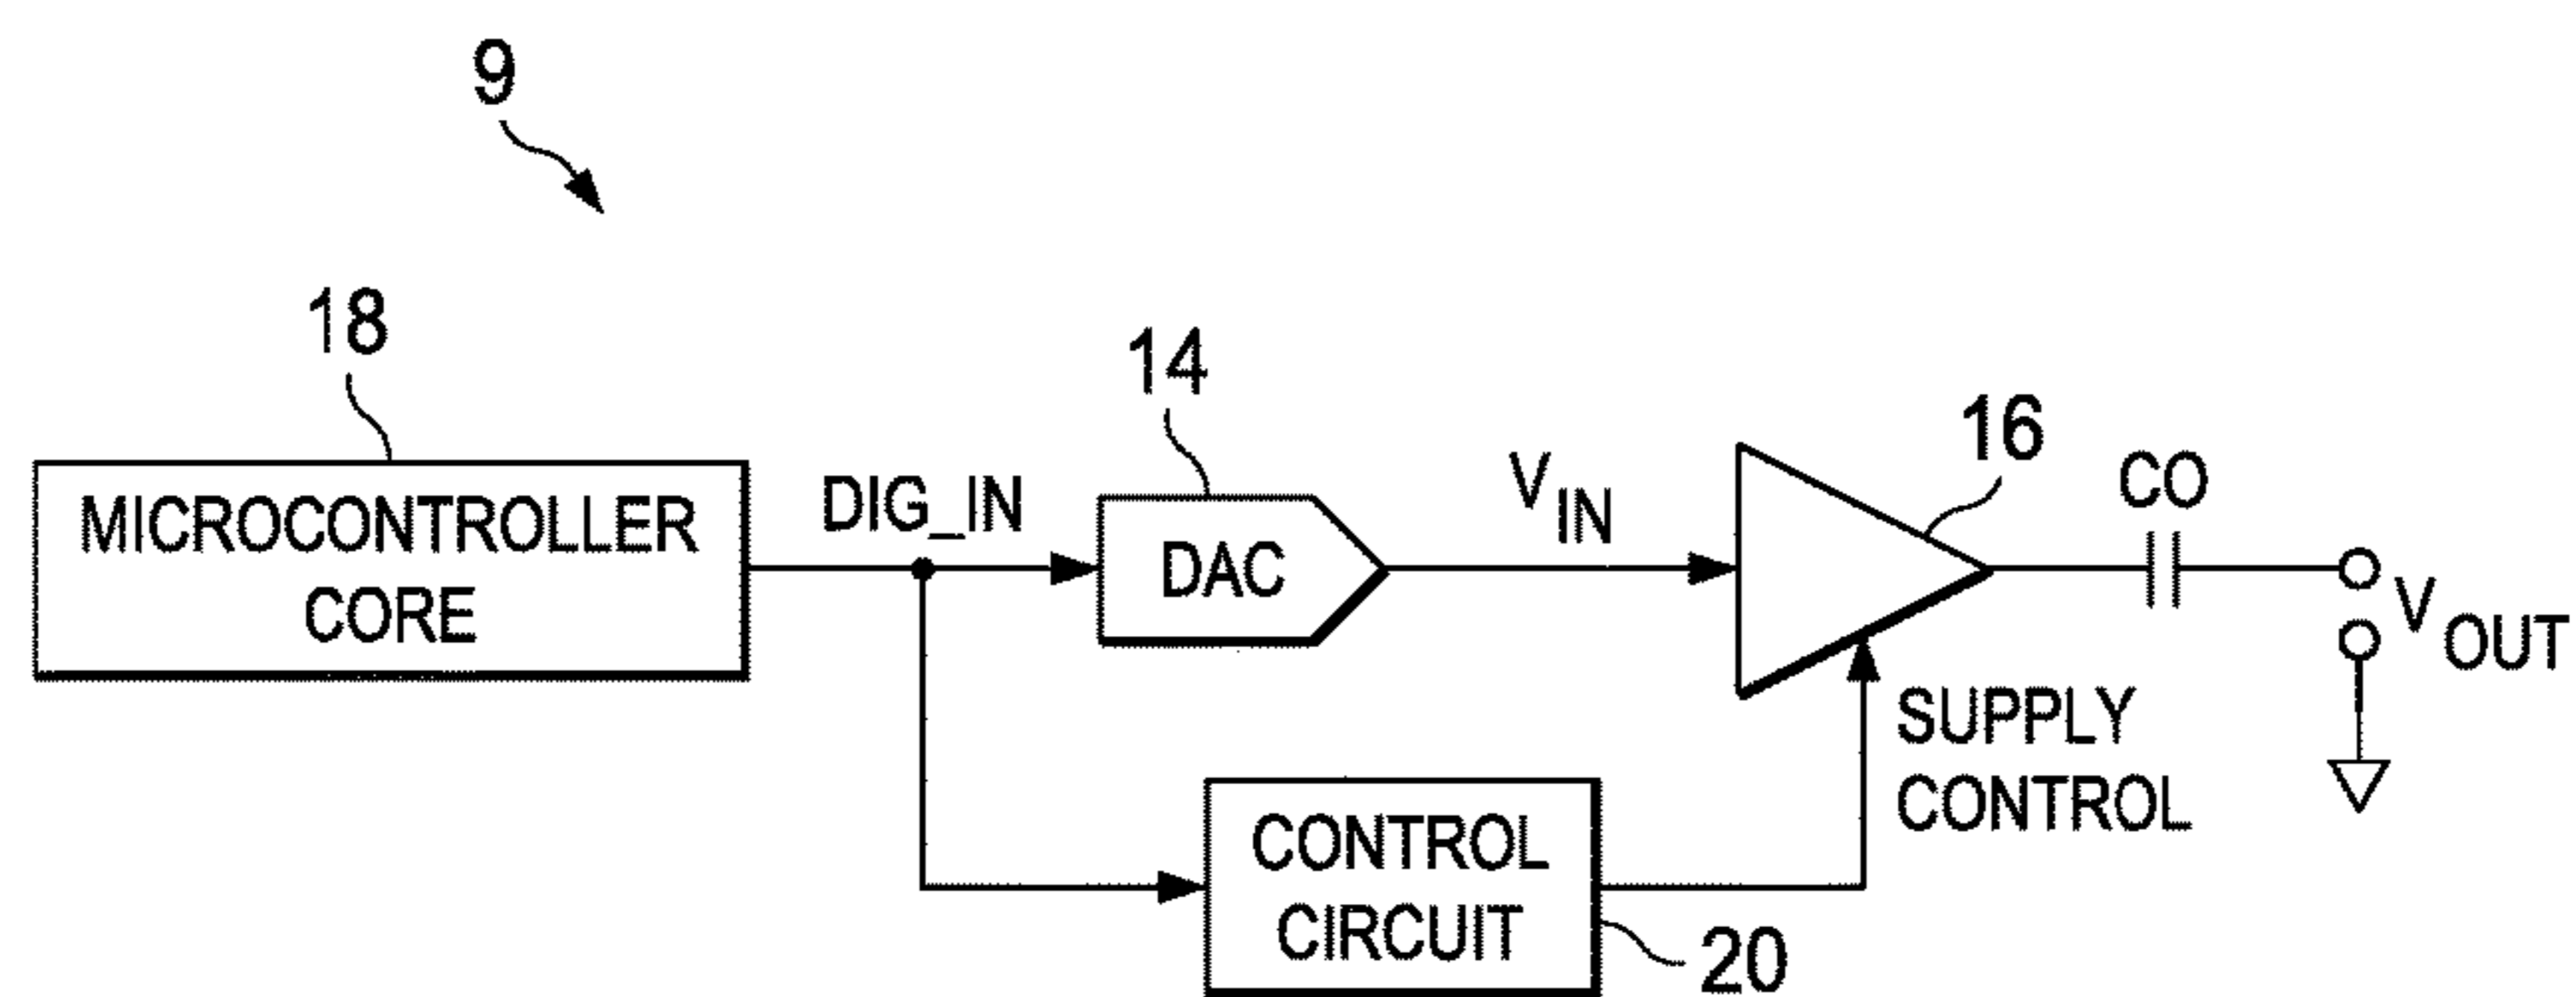 9
18
14
16
MICROCONTROLLER
CORE
DIG_IN
DAC
VIN
CO
VOUT
SUPPLY
CONTROL
CONTROL
CIRCUIT
20